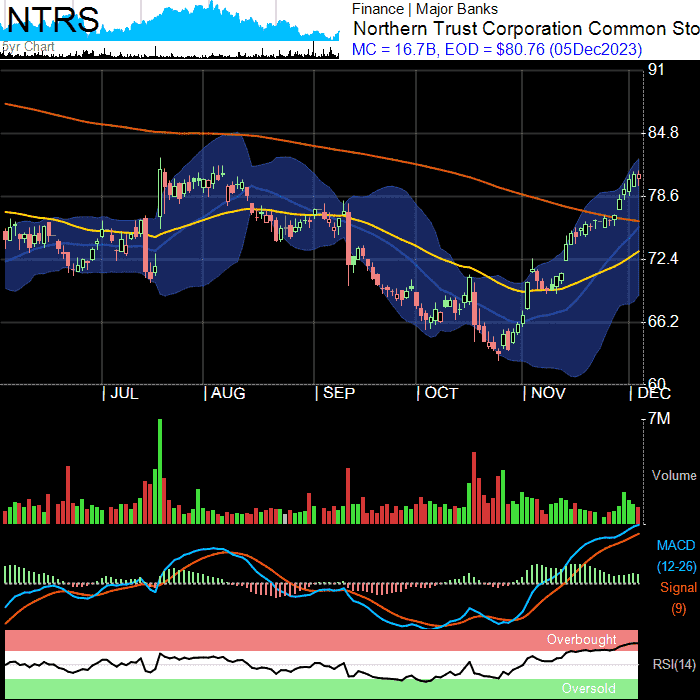 NTRS
5yr Chart
Finance | Major Banks
Northern Trust Corporation Common Sto
MC = 16.7B, EOD = $80.76 (05Dec2023)
91
84.8
78.6
72.4
66.2
60
JUL
AUG
SEP
OCT
NOV
DEC
7M
Volume
MACD
(12-26)
Signal
(9)
Overbought
RSI(14)
Oversold